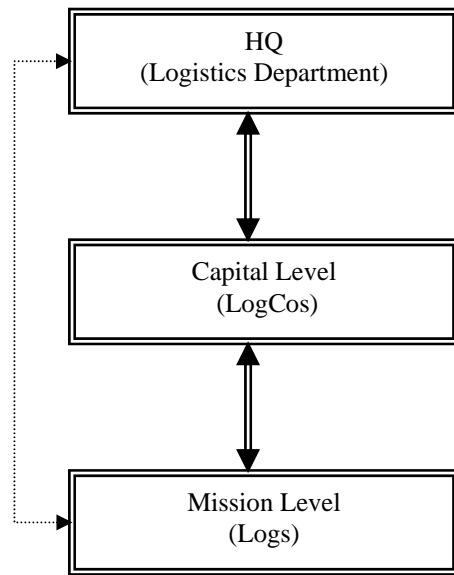 HQ
(Logistics Department)
Capital Level
(LogCos)
Mission Level
(Logs)